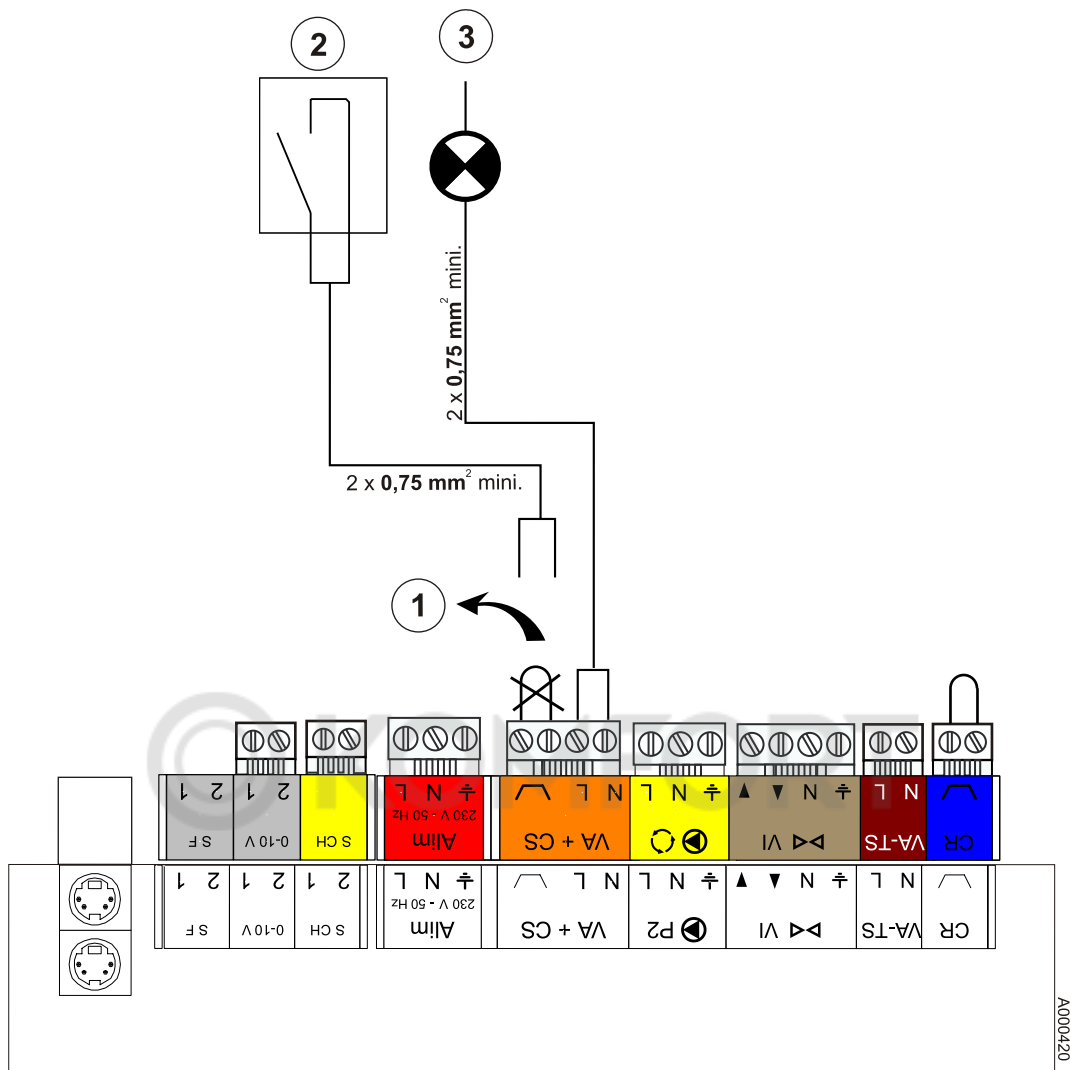 2
3
2 x 0,75 mm² mini.
2 x 0,75 mm² mini.
1
© KOMFORT
1 2 1 2 L N L N L N N L N
S F 0-10 V S CH 230 V - 50 Hz Alim VA + CS VI VA-TS CR
1 2 1 2 1 2 L N L N L N N L N
S F 0-10 V S CH 230 V - 50 Hz Alim VA + CS P2 VI VA-TS CR
A000420